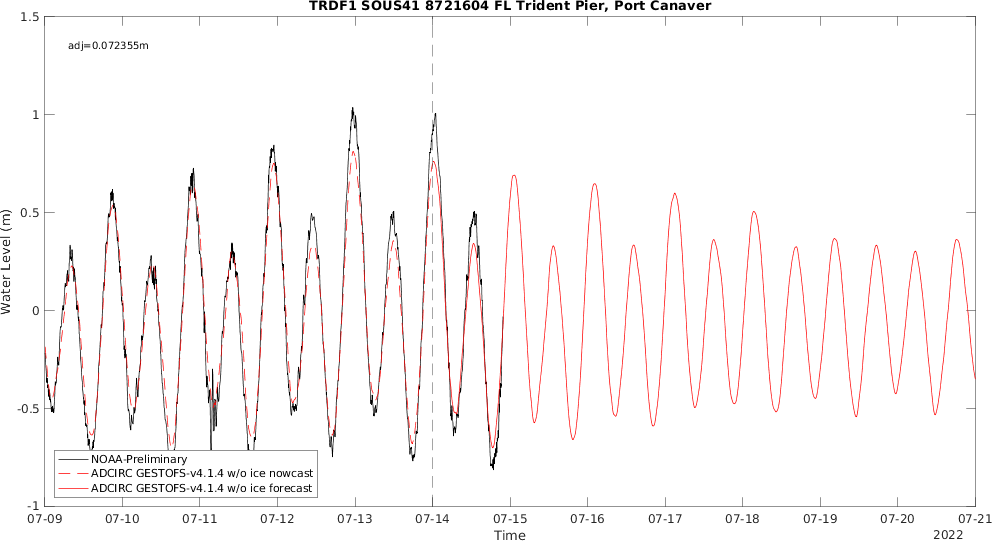 TRDF1 SOUS41 8721604 FL Trident Pier, Port Canaver
adj=0.072355m
1.5
1
0.5
0
-0.5
-1
Water Level (m)
NOAA-Preliminary
ADCIRC GESTOFS-v4.1.4 w/o ice nowcast
ADCIRC GESTOFS-v4.1.4 w/o ice forecast
07-09 07-10 07-11 07-12 07-13 07-14 07-15 07-16 07-17 07-18 07-19 07-20 07-21
Time
2022